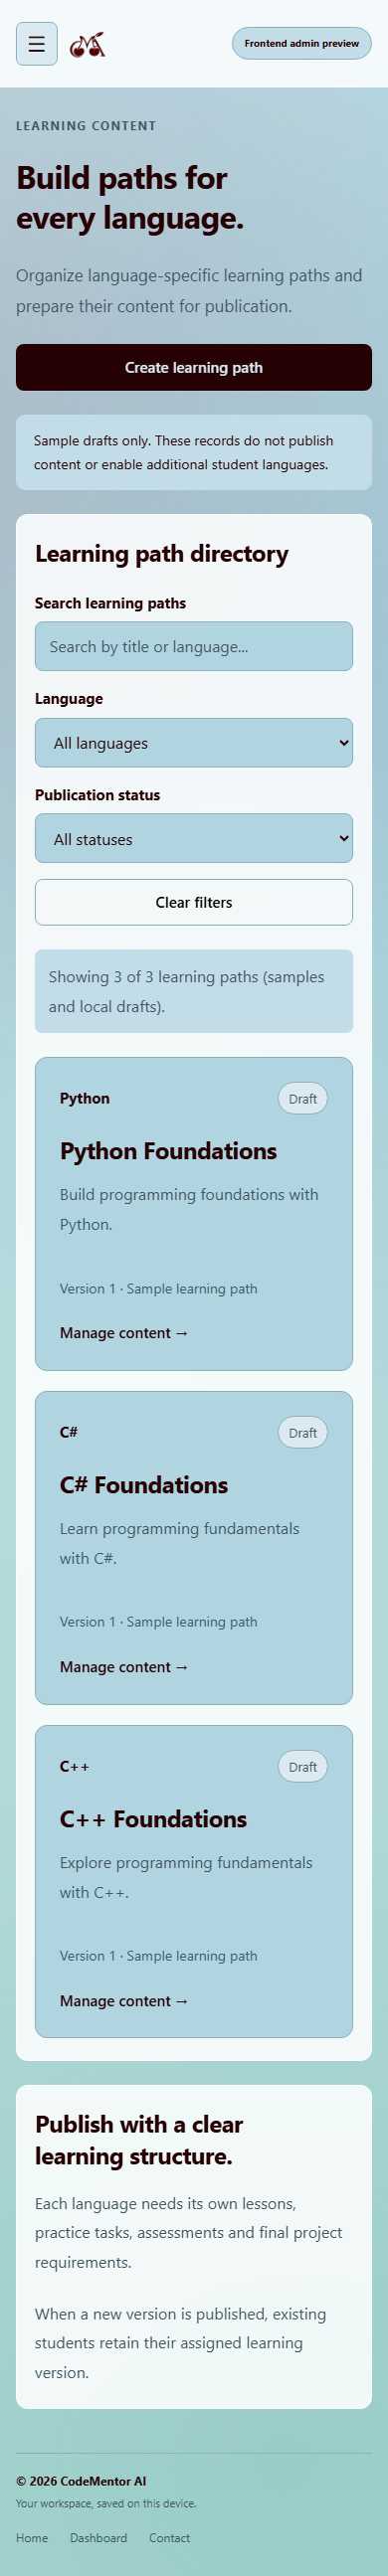 ☰
Frontend admin preview
LEARNING CONTENT
Build paths for
every language.
Organize language-specific learning paths and
prepare their content for publication.
Create learning path
Sample drafts only. These records do not publish
content or enable additional student languages.
Learning path directory
Search learning paths
Search by title or language...
Language
All languages
Publication status
All statuses
Clear filters
Showing 3 of 3 learning paths (samples
and local drafts).
Python
Draft
Python Foundations
Build programming foundations with
Python.
Version 1 · Sample learning path
Manage content →
C#
Draft
C# Foundations
Learn programming fundamentals
with C#.
Version 1 · Sample learning path
Manage content →
C++
Draft
C++ Foundations
Explore programming fundamentals
with C++.
Version 1 · Sample learning path
Manage content →
Publish with a clear
learning structure.
Each language needs its own lessons,
practice tasks, assessments and final project
requirements.
When a new version is published, existing
students retain their assigned learning
version.
© 2026 CodeMentor AI
Your workspace, saved on this device.
Home Dashboard Contact